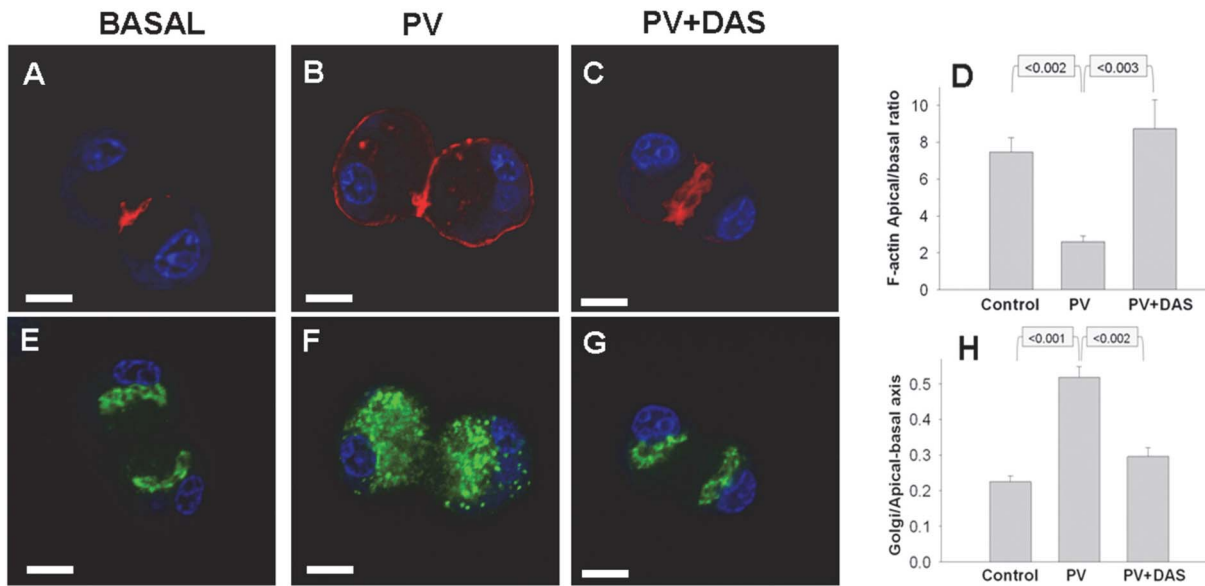 BASAL PV PV+DAS
A B C D
<0.002 <0.003
F-actin Apical/basal ratio
10
8
6
4
2
0
Control PV PV+DAS
E F G H
<0.001 <0.002
Golgi/Apical-basal axis
0.5
0.4
0.3
0.2
0.1
0.0
Control PV PV+DAS